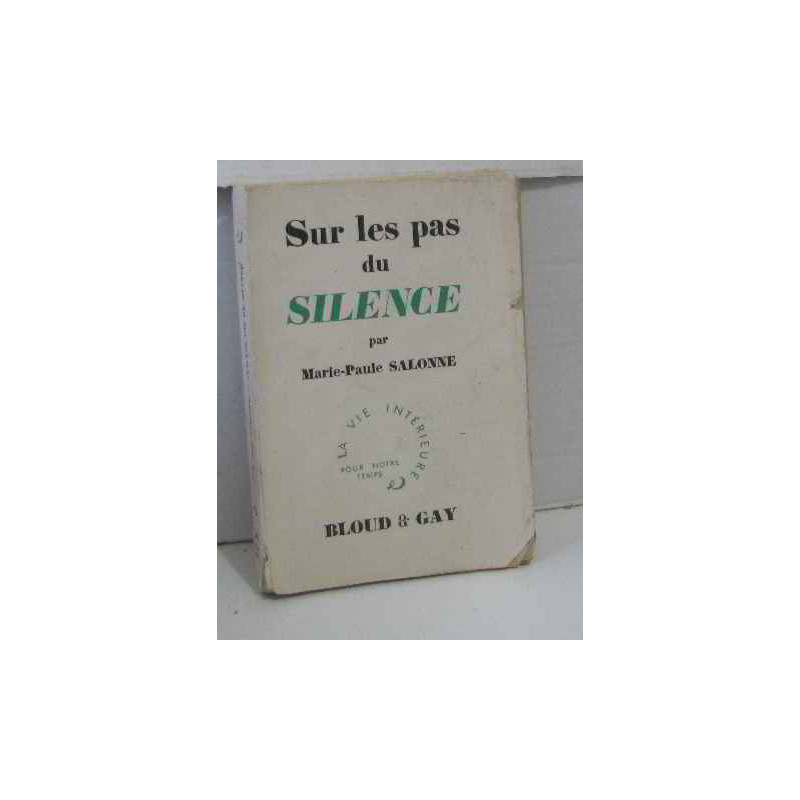 Sur les pas
du
SILENCE
par
Marie-Paule SALONNE
LA VIE INTÉRIEURE
POUR NOTRE
TEMPS
BLOUD & GAY